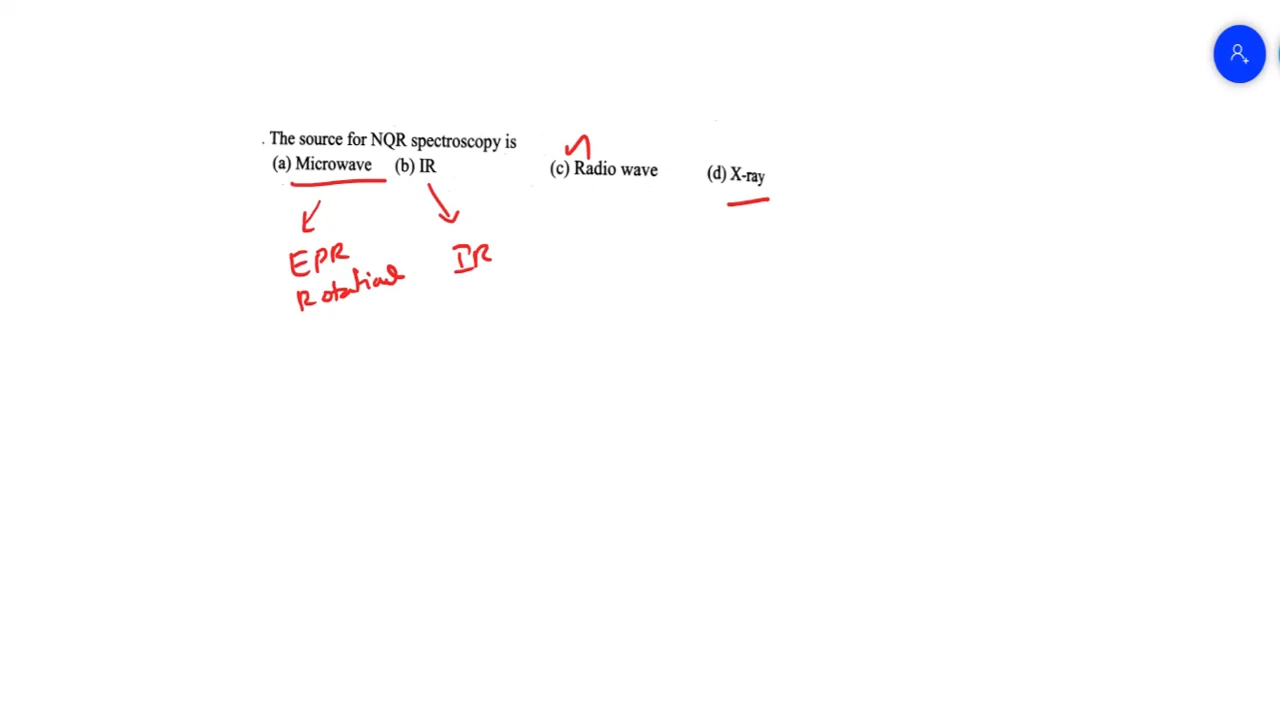 . The source for NQR spectroscopy is
(a) Microwave (b) IR (c) Radio wave (d) X-ray
EPR IR
Rotational